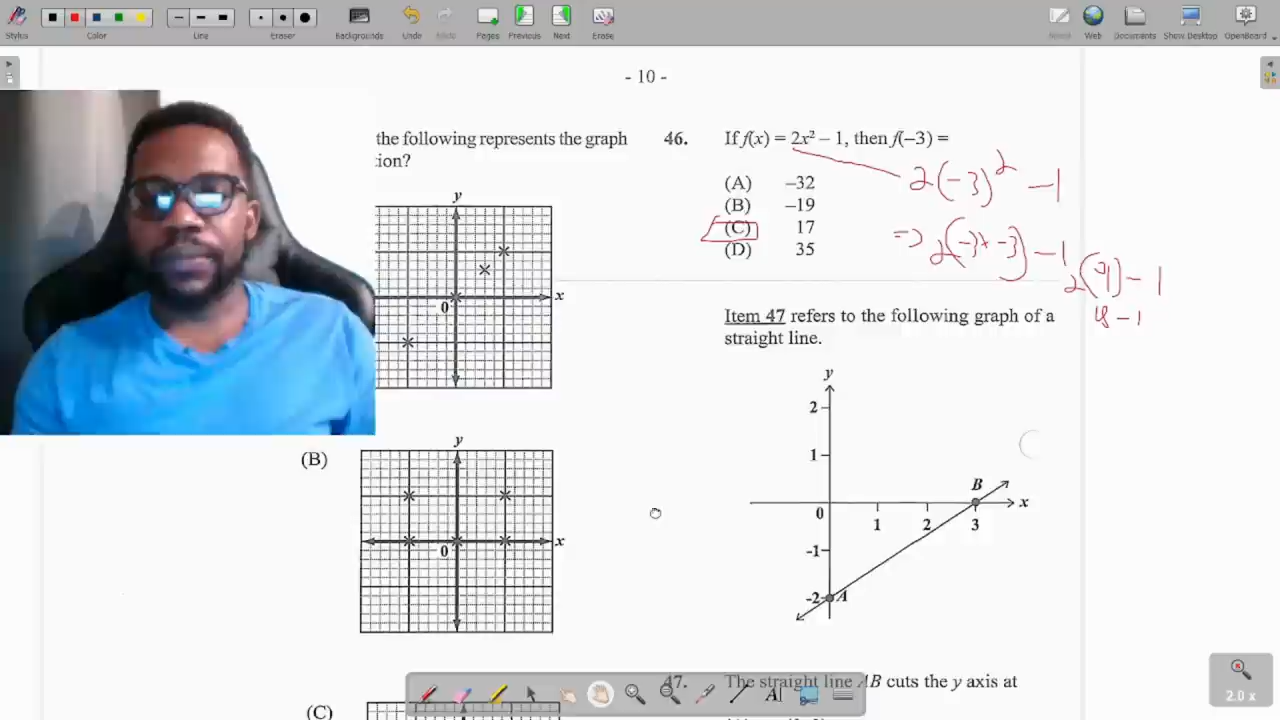 Stylus
Color
Line
Eraser
Backgrounds
Undo
Redo
Pages
Previous
Next
Erase
Board
Web
Documents
Show Desktop
OpenBoard
- 10 -
the following represents the graph
tion?
y
x
0
(B)
y
x
0
(C)
46. If f(x) = 2x² – 1, then f(–3) =
(A) –32
(B) –19
(C) 17
(D) 35
2(-3)² -1
=> 2(-3 x -3) -1
2(9) - 1
18 - 1
Item 47 refers to the following graph of a
straight line.
y
2
1
B
0
x
1 2 3
-1
-2 A
47. The straight line AB cuts the y axis at
2.0 x